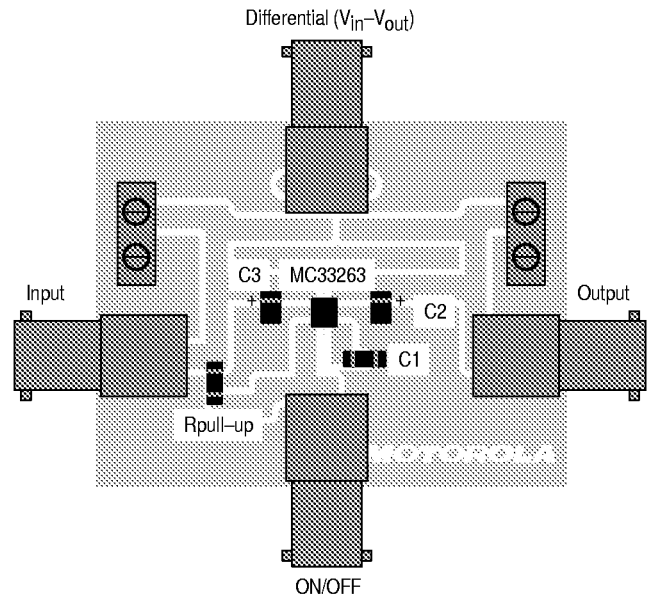 Differential (Vin–Vout)
C3
MC33263
Input
+
+
C2
Output
C1
Rpull–up
MOTOROLA
ON/OFF